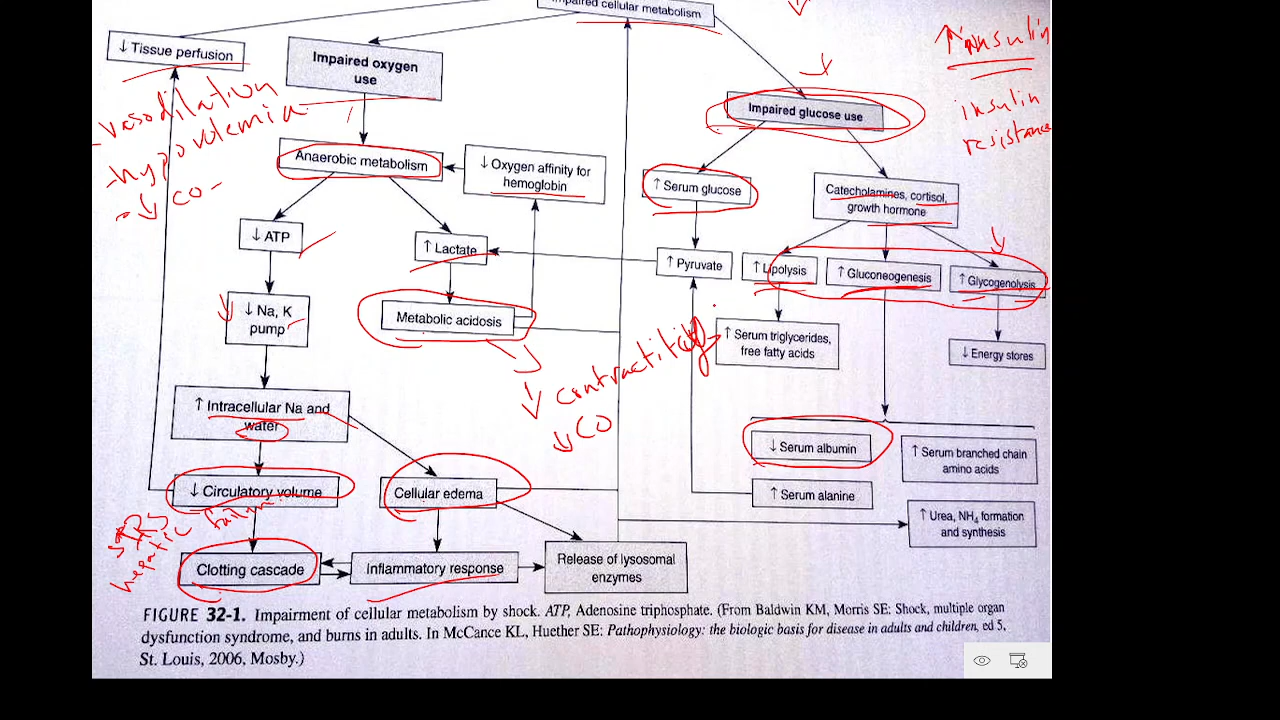 Impaired cellular metabolism
↓ Tissue perfusion
Impaired oxygen
use
↑ insulin
insulin
resistance
- vasodilation
- hypovolemia
- ↓ CO -
Impaired glucose use
Anaerobic metabolism
↓ Oxygen affinity for
hemoglobin
↑ Serum glucose
Catecholamines, cortisol,
growth hormone
↓ ATP
↑ Lactate
↑ Pyruvate
↑ Lipolysis
↑ Gluconeogenesis
↑ Glycogenolysis
↓ Na, K
pump
Metabolic acidosis
↑ Serum triglycerides,
free fatty acids
↓ Energy stores
↓ contractility
↓ CO
↑ Intracellular Na and
water
↓ Serum albumin
↑ Serum branched chain
amino acids
↓ Circulatory volume
Cellular edema
↑ Serum alanine
↑ Urea, NH₄ formation
and synthesis
SIRS
hepatic failure
Clotting cascade
Inflammatory response
Release of lysosomal
enzymes
FIGURE 32-1. Impairment of cellular metabolism by shock. ATP, Adenosine triphosphate. (From Baldwin KM, Morris SE: Shock, multiple organ
dysfunction syndrome, and burns in adults. In McCance KL, Huether SE: Pathophysiology: the biologic basis for disease in adults and children, ed 5,
St. Louis, 2006, Mosby.)